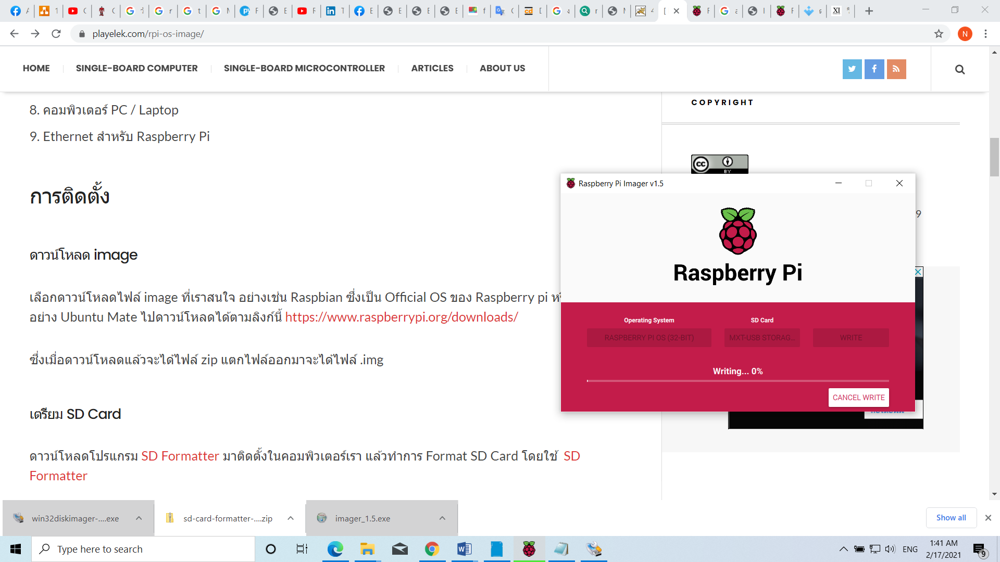 playelek.com/rpi-os-image/
N
HOME
SINGLE-BOARD COMPUTER
SINGLE-BOARD MICROCONTROLLER
ARTICLES
ABOUT US
8. คอมพิวเตอร์ PC / Laptop
9. Ethernet สำหรับ Raspberry Pi
การติดตั้ง
ดาวน์โหลด image
เลือกดาวน์โหลดไฟล์ image ที่เราสนใจ อย่างเช่น Raspbian ซึ่งเป็น Official OS ของ Raspberry pi
อย่าง Ubuntu Mate ไปดาวน์โหลดได้ตามลิงก์นี้ https://www.raspberrypi.org/downloads/
ซึ่งเมื่อดาวน์โหลดแล้วจะได้ไฟล์ zip แตกไฟล์ออกมาจะได้ไฟล์ .img
เตรียม SD Card
ดาวน์โหลดโปรแกรม SD Formatter มาติดตั้งในคอมพิวเตอร์เรา แล้วทำการ Format SD Card โดยใช้ SD
Formatter
COPYRIGHT
CC
BY
9
Raspberry Pi Imager v1.5
Raspberry Pi
Operating System
SD Card
RASPBERRY PI OS (32-BIT)
MXT-USB STORAG...
WRITE
Writing... 0%
CANCEL WRITE
win32diskimager-....exe
sd-card-formatter-....zip
imager_1.5.exe
Show all
Type here to search
ENG
1:41 AM
2/17/2021
9